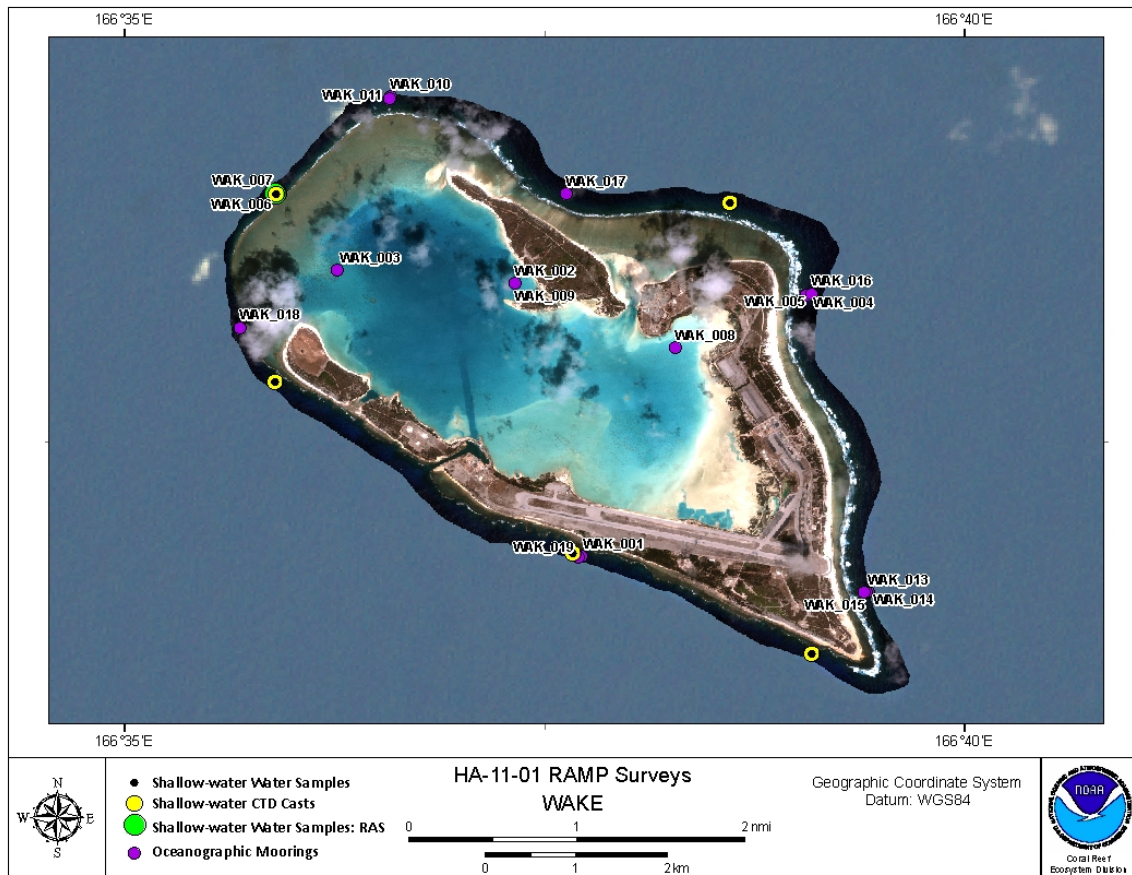 166°35'E
166°40'E
WAK_010
WAK_011
WAK_007
WAK_017
WAK_006
WAK_003
WAK_002
WAK_016
WAK_009
WAK_005
WAK_004
WAK_018
WAK_008
WAK_019
WAK_001
WAK_013
WAK_015
WAK_014
166°35'E
166°40'E
N
W
E
S
Shallow-water Water Samples
Shallow-water CTD Casts
Shallow-water Water Samples: RAS
Oceanographic Moorings
HA-11-01 RAMP Surveys
WAKE
0
2 nmi
0
1
2 km
Geographic Coordinate System
Datum: WGS84
NOAA
Coral Reef
Ecosystem Division